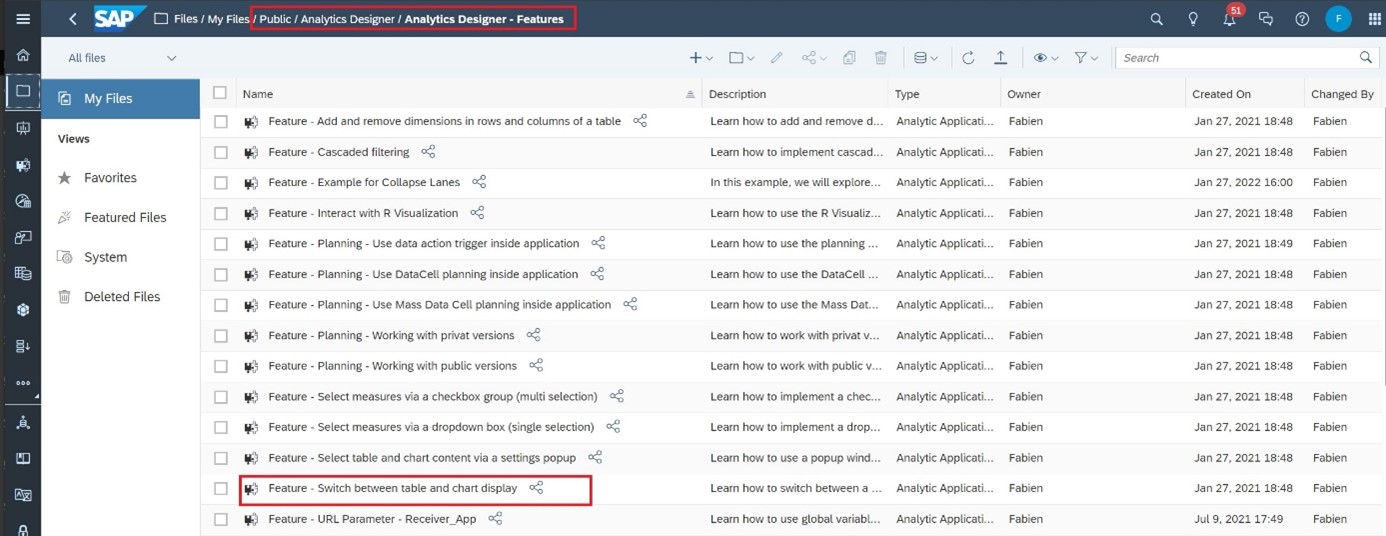 SAP Files / My Files / Public / Analytics Designer / Analytics Designer - Features 51 F
All files Search
My Files
Views
Favorites
Featured Files
System
Deleted Files
Name Description Type Owner Created On Changed By
Feature - Add and remove dimensions in rows and columns of a table Learn how to add and remove d... Analytic Applicati... Fabien Jan 27, 2021 18:48 Fabien
Feature - Cascaded filtering Learn how to implement cascad... Analytic Applicati... Fabien Jan 27, 2021 18:48 Fabien
Feature - Example for Collapse Lanes In this example, we will explore... Analytic Applicati... Fabien Jan 27, 2022 16:00 Fabien
Feature - Interact with R Visualization Learn how to use the R Visualiz... Analytic Applicati... Fabien Jan 27, 2021 18:48 Fabien
Feature - Planning - Use data action trigger inside application Learn how to use the planning ... Analytic Applicati... Fabien Jan 27, 2021 18:49 Fabien
Feature - Planning - Use DataCell planning inside application Learn how to use the DataCell ... Analytic Applicati... Fabien Jan 27, 2021 18:48 Fabien
Feature - Planning - Use Mass Data Cell planning inside application Learn how to use the Mass Dat... Analytic Applicati... Fabien Jan 27, 2021 18:48 Fabien
Feature - Planning - Working with privat versions Learn how to work with privat v... Analytic Applicati... Fabien Jan 27, 2021 18:48 Fabien
Feature - Planning - Working with public versions Learn how to work with public v... Analytic Applicati... Fabien Jan 27, 2021 18:48 Fabien
Feature - Select measures via a checkbox group (multi selection) Learn how to implement a chec... Analytic Applicati... Fabien Jan 27, 2021 18:48 Fabien
Feature - Select measures via a dropdown box (single selection) Learn how to implement a drop... Analytic Applicati... Fabien Jan 27, 2021 18:48 Fabien
Feature - Select table and chart content via a settings popup Learn how to use a popup wind... Analytic Applicati... Fabien Jan 27, 2021 18:48 Fabien
Feature - Switch between table and chart display Learn how to switch between a ... Analytic Applicati... Fabien Jan 27, 2021 18:48 Fabien
Feature - URL Parameter - Receiver_App Learn how to use global variabl... Analytic Applicati... Fabien Jul 9, 2021 17:49 Fabien